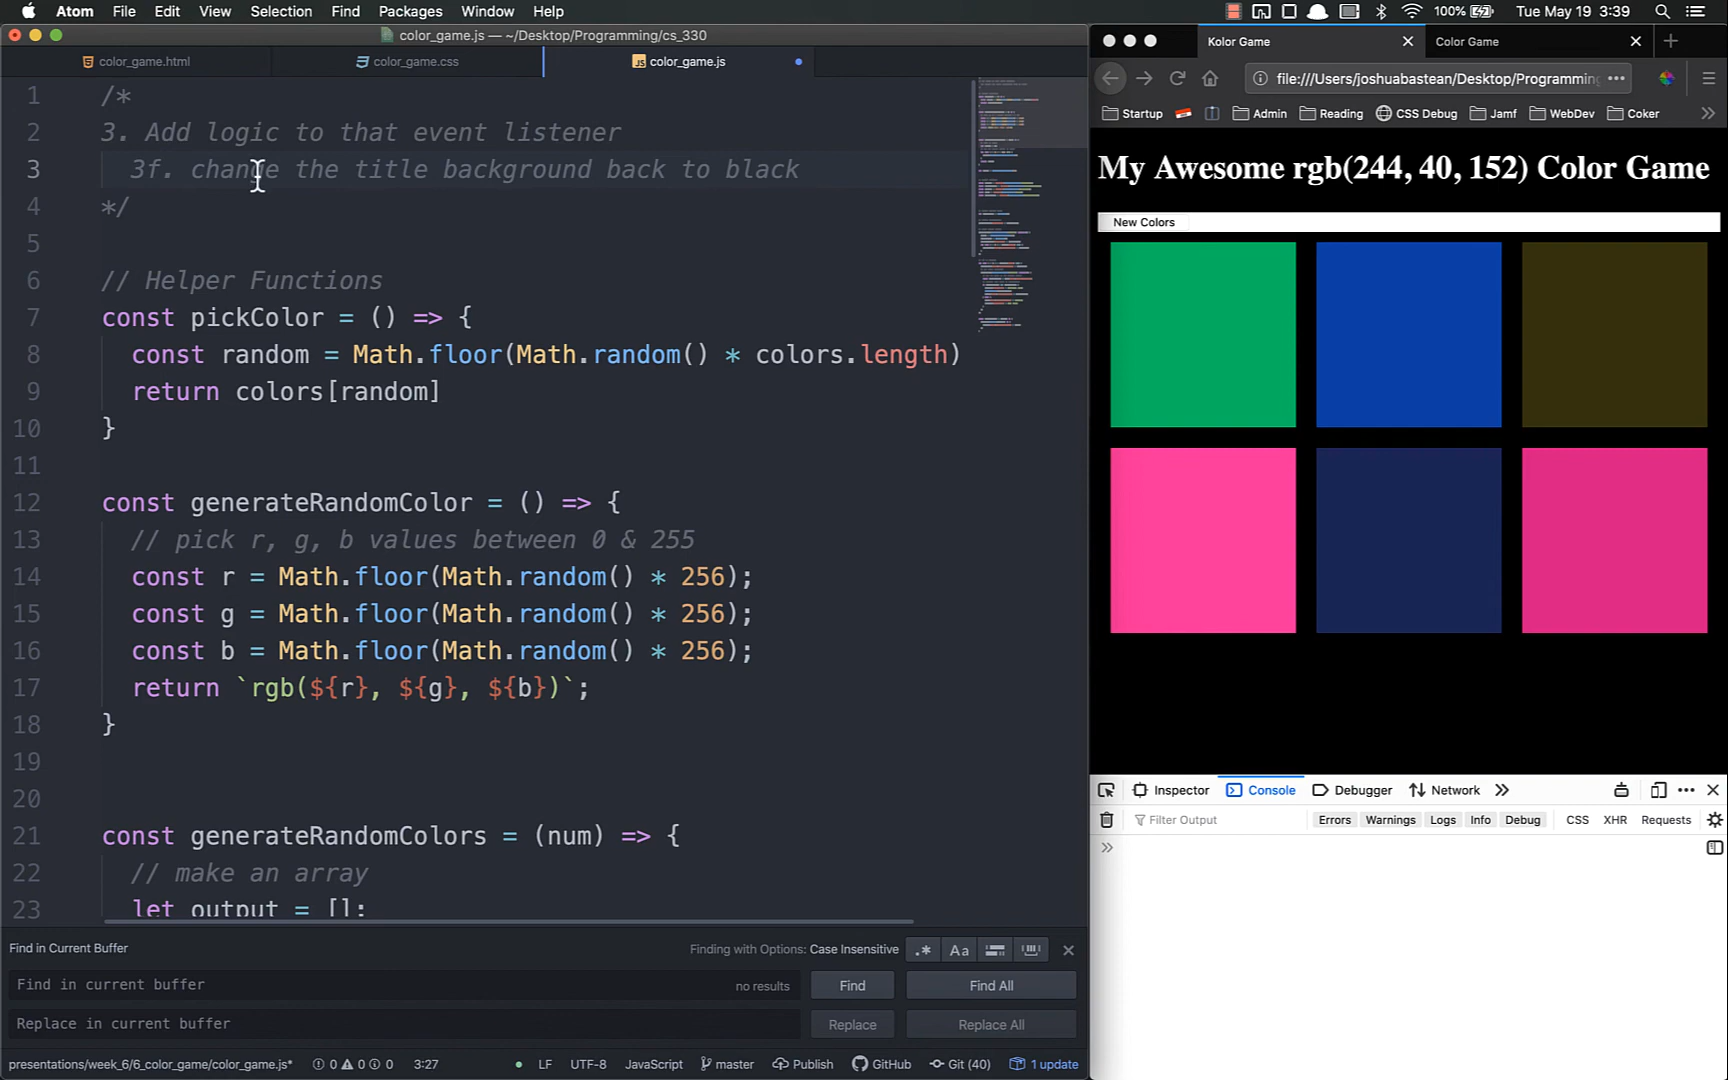 Atom File Edit View Selection Find Packages Window Help 100% Tue May 19 3:39
color_game.js — ~/Desktop/Programming/cs_330
color_game.html color_game.css color_game.js
1 /*
2 3. Add logic to that event listener
3 3f. change the title background back to black
4 */
5
6 // Helper Functions
7 const pickColor = () => {
8 const random = Math.floor(Math.random() * colors.length)
9 return colors[random]
10 }
11
12 const generateRandomColor = () => {
13 // pick r, g, b values between 0 & 255
14 const r = Math.floor(Math.random() * 256);
15 const g = Math.floor(Math.random() * 256);
16 const b = Math.floor(Math.random() * 256);
17 return `rgb(${r}, ${g}, ${b})`;
18 }
19
20
21 const generateRandomColors = (num) => {
22 // make an array
23 let output = [];
Find in Current Buffer Finding with Options: Case Insensitive .* Aa
Find in current buffer no results Find Find All
Replace in current buffer Replace Replace All
presentations/week_6/6_color_game/color_game.js* 0 0 0 3:27 LF UTF-8 JavaScript master Publish GitHub Git (40) 1 update
Kolor Game Color Game
file:///Users/joshuabastean/Desktop/Programming
Startup Admin Reading CSS Debug Jamf WebDev Coker
My Awesome rgb(244, 40, 152) Color Game
New Colors
Inspector Console Debugger Network
Filter Output Errors Warnings Logs Info Debug CSS XHR Requests